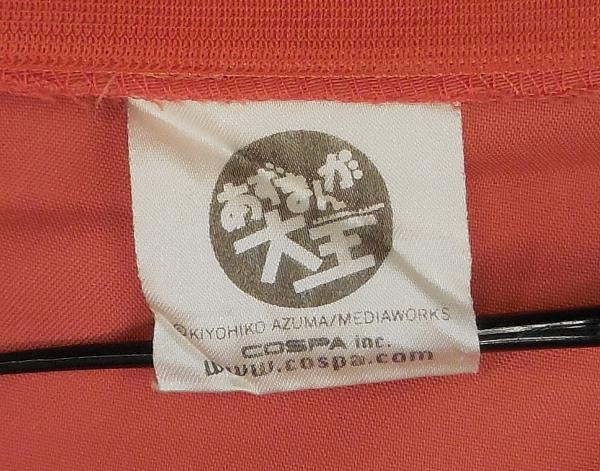 あずまんが
大王
©KIYOHIKO AZUMA/MEDIAWORKS
COSPA inc.
www.cospa.com